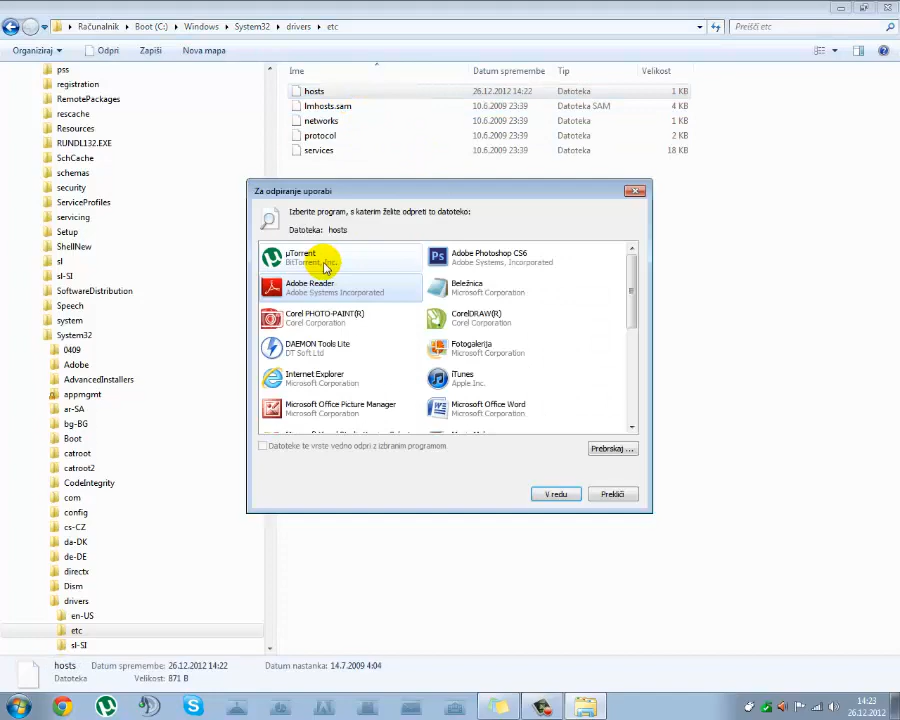 Računalnik ▸ Boot (C:) ▸ Windows ▸ System32 ▸ drivers ▸ etc
Preišči etc
Organiziraj
Odpri
Zapiši
Nova mapa
pss
registration
RemotePackages
rescache
Resources
RUNDL132.EXE
SchCache
schemas
security
ServiceProfiles
servicing
Setup
ShellNew
sl
sl-SI
SoftwareDistribution
Speech
system
System32
0409
Adobe
AdvancedInstallers
appmgmt
ar-SA
bg-BG
Boot
catroot
catroot2
CodeIntegrity
com
config
cs-CZ
da-DK
de-DE
directx
Dism
drivers
en-US
etc
sl-SI
Ime Datum spremembe Tip Velikost
hosts 26.12.2012 14:22 Datoteka 1 KB
lmhosts.sam 10.6.2009 23:39 Datoteka SAM 4 KB
networks 10.6.2009 23:39 Datoteka 1 KB
protocol 10.6.2009 23:39 Datoteka 2 KB
services 10.6.2009 23:39 Datoteka 18 KB
Za odpiranje uporabi
Izberite program, s katerim želite odpreti to datoteko:
Datoteka: hosts
µTorrent
BitTorrent, Inc.
Adobe Photoshop CS6
Adobe Systems, Incorporated
Adobe Reader
Adobe Systems Incorporated
Beležnica
Microsoft Corporation
Corel PHOTO-PAINT(R)
Corel Corporation
CorelDRAW(R)
Corel Corporation
DAEMON Tools Lite
DT Soft Ltd
Fotogalerija
Microsoft Corporation
Internet Explorer
Microsoft Corporation
iTunes
Apple Inc.
Microsoft Office Picture Manager
Microsoft Corporation
Microsoft Office Word
Microsoft Corporation
Datoteke te vrste vedno odpri z izbranim programom
Prebrskaj ...
V redu
Prekliči
hosts Datum spremembe: 26.12.2012 14:22 Datum nastanka: 14.7.2009 4:04
Datoteka Velikost: 871 B
14:23
26.12.2012